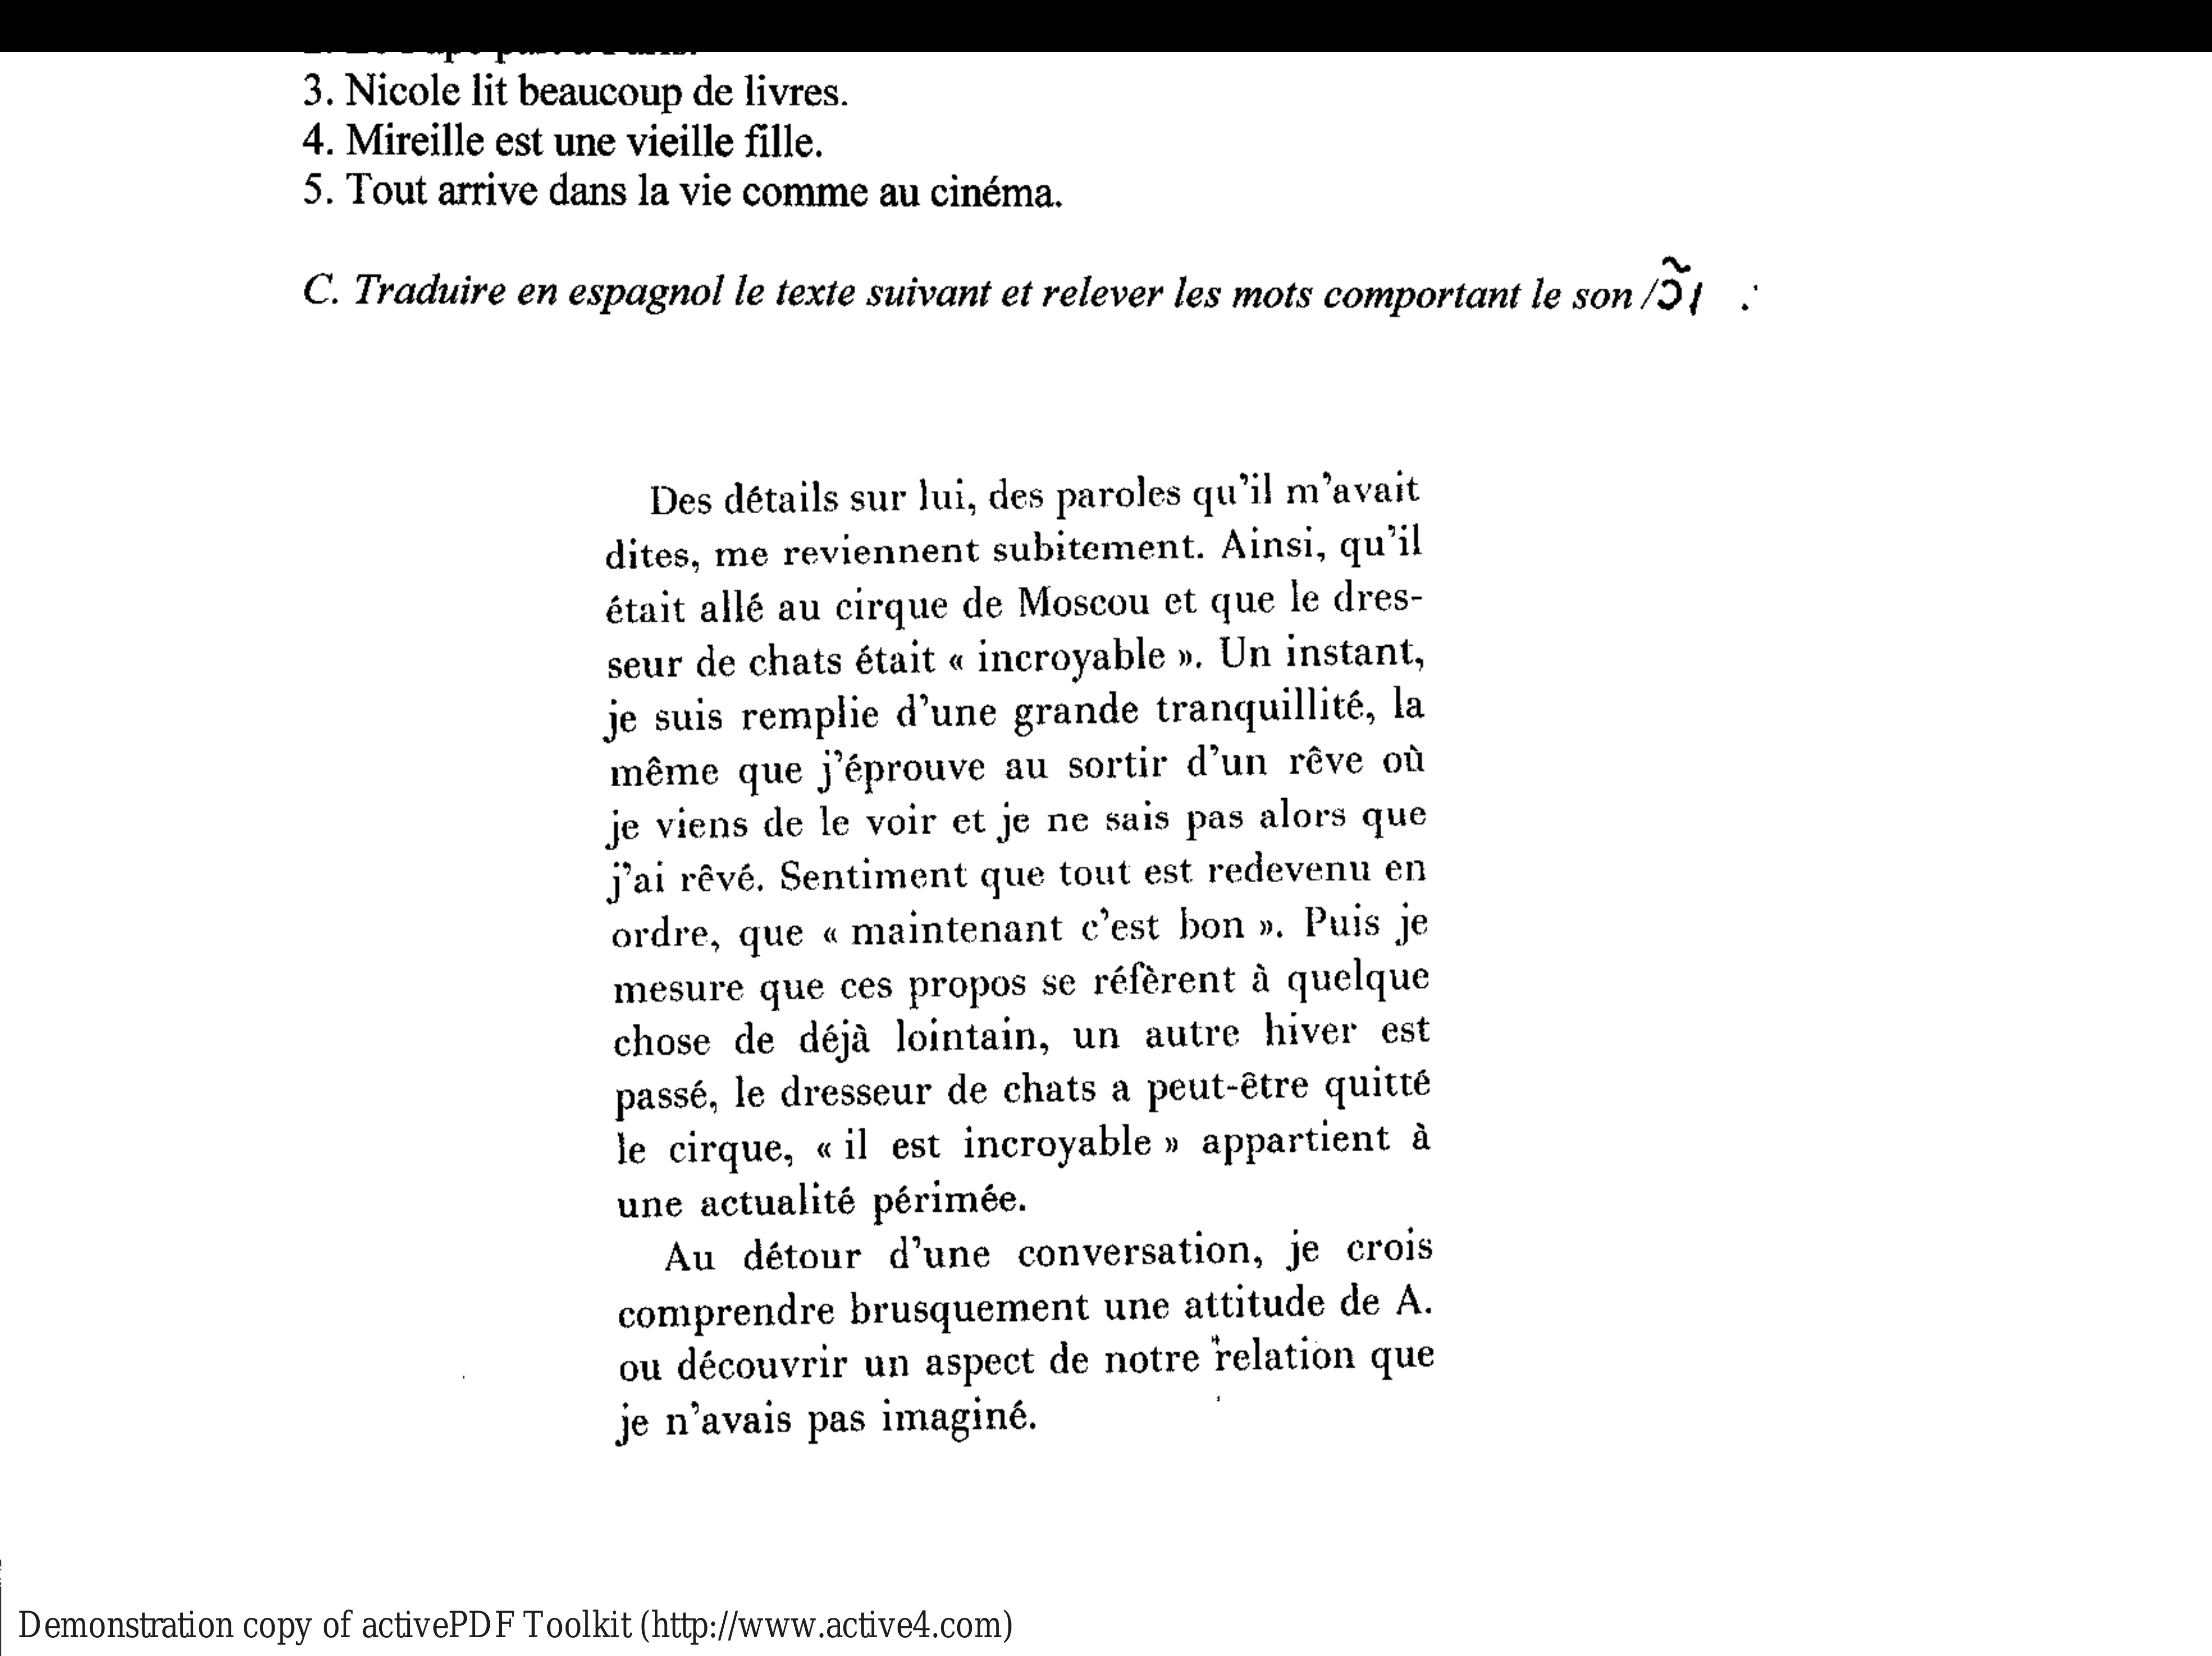 3. Nicole lit beaucoup de livres.
4. Mireille est une vieille fille.
5. Tout arrive dans la vie comme au cinéma.
C. Traduire en espagnol le texte suivant et relever les mots comportant le son /ɔ̃/ :
Des détails sur lui, des paroles qu'il m'avait
dites, me reviennent subitement. Ainsi, qu'il
était allé au cirque de Moscou et que le dres-
seur de chats était « incroyable ». Un instant,
je suis remplie d'une grande tranquillité, la
même que j'éprouve au sortir d'un rêve où
je viens de le voir et je ne sais pas alors que
j'ai rêvé. Sentiment que tout est redevenu en
ordre, que « maintenant c'est bon ». Puis je
mesure que ces propos se réfèrent à quelque
chose de déjà lointain, un autre hiver est
passé, le dresseur de chats a peut-être quitté
le cirque, « il est incroyable » appartient à
une actualité périmée.
Au détour d'une conversation, je crois
comprendre brusquement une attitude de A.
ou découvrir un aspect de notre relation que
je n'avais pas imaginé.
Demonstration copy of activePDF Toolkit (http://www.active4.com)